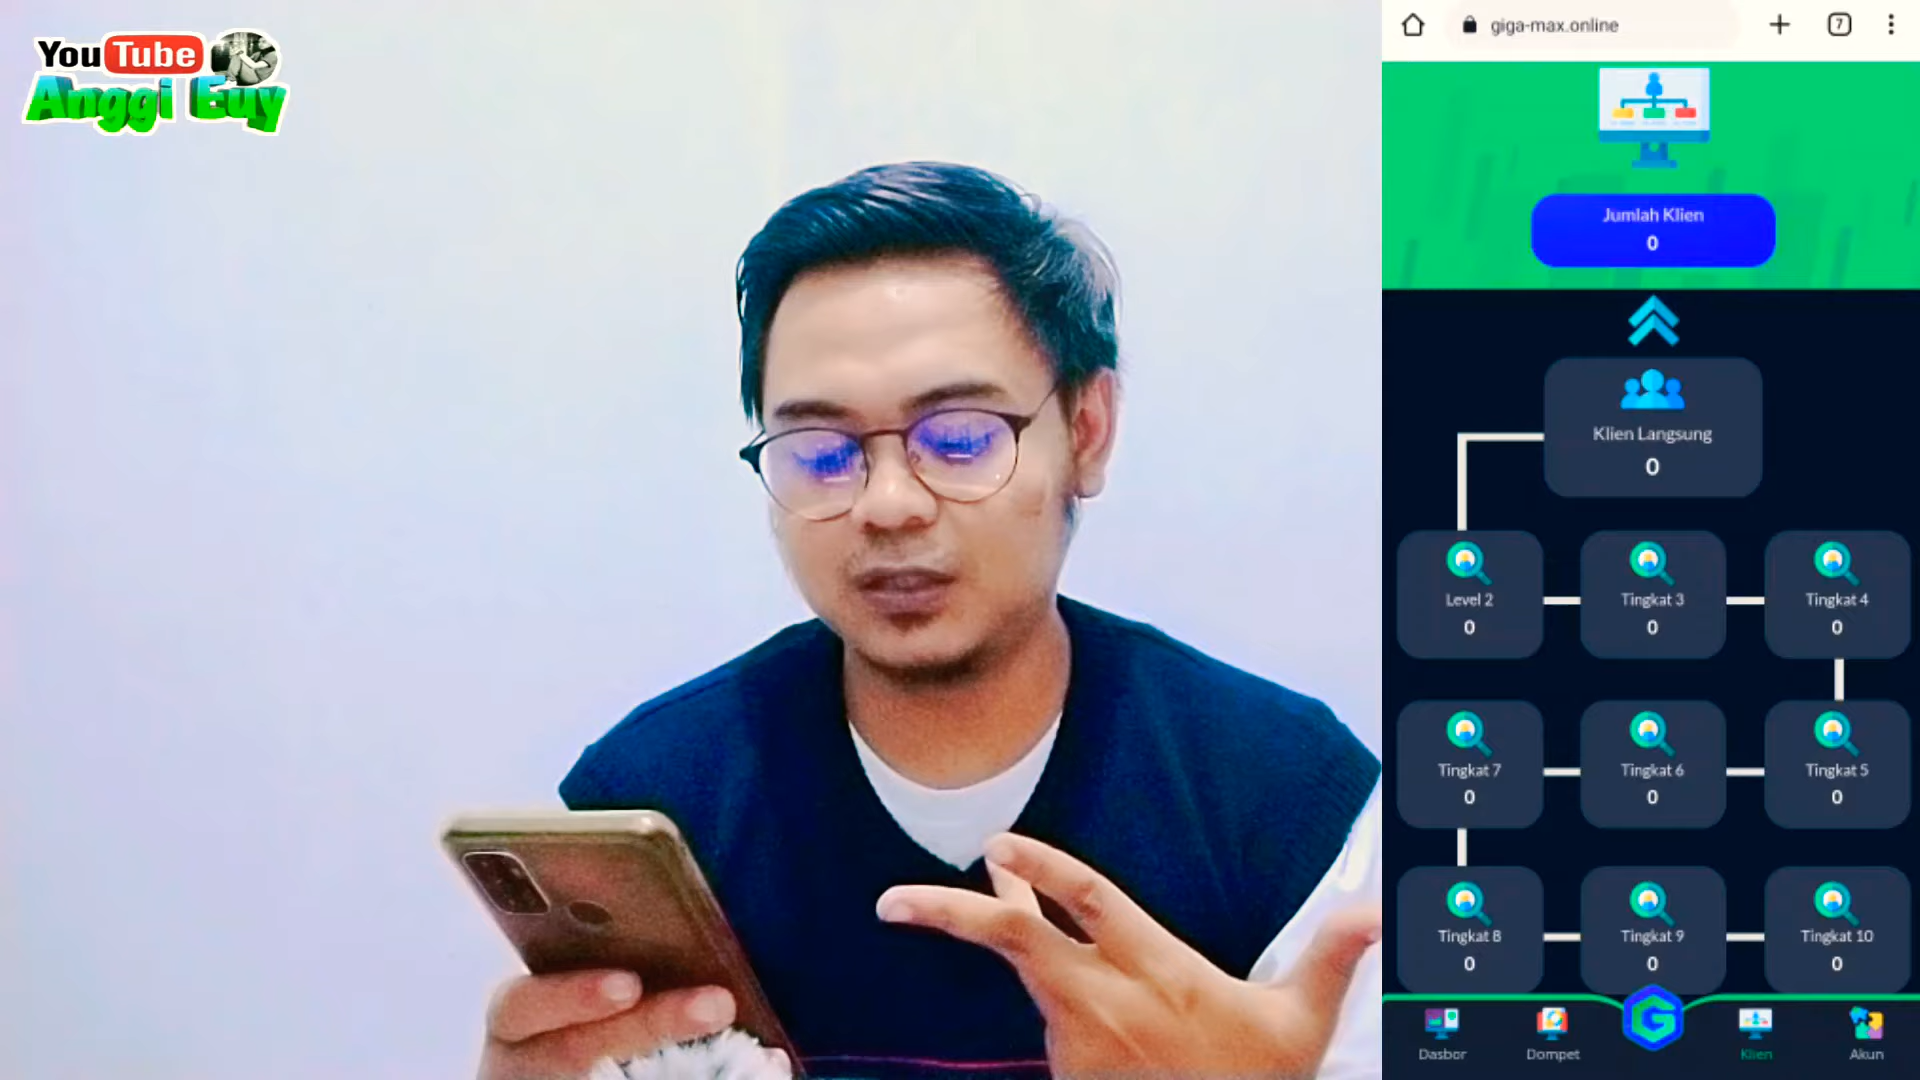 YouTube
Anggi Euy
giga-max.online
7
Jumlah Klien
0
Klien Langsung
0
Level 2
0
Tingkat 3
0
Tingkat 4
0
Tingkat 7
0
Tingkat 6
0
Tingkat 5
0
Tingkat 8
0
Tingkat 9
0
Tingkat 10
0
Dasbor
Dompet
G
Klien
Akun